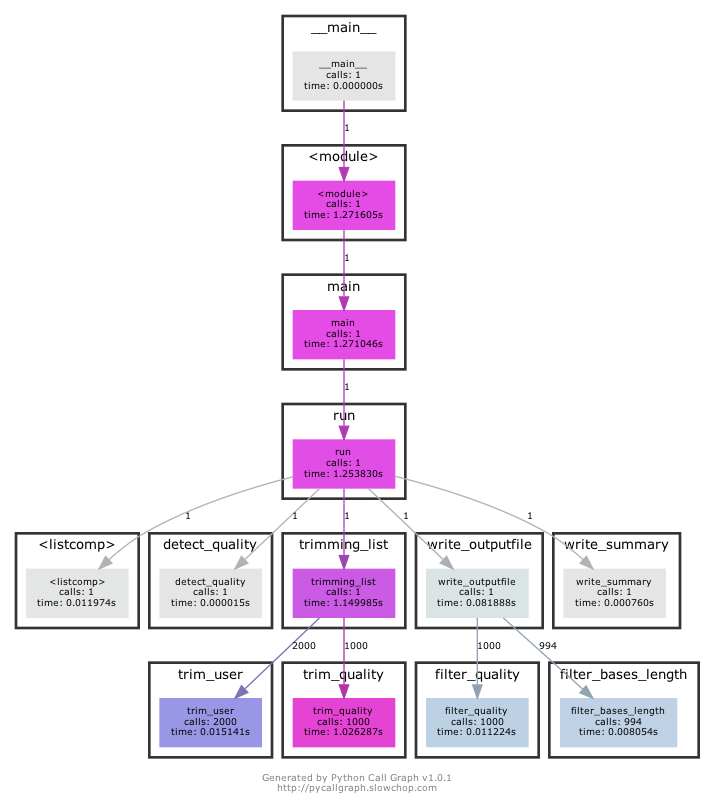 __main__
__main__
calls: 1
time: 0.000000s
1
<module>
<module>
calls: 1
time: 1.271605s
1
main
main
calls: 1
time: 1.271046s
1
run
run
calls: 1
time: 1.253830s
1 1 1 1 1
<listcomp> detect_quality trimming_list write_outputfile write_summary
<listcomp> detect_quality trimming_list write_outputfile write_summary
calls: 1 calls: 1 calls: 1 calls: 1 calls: 1
time: 0.011974s time: 0.000015s time: 1.149985s time: 0.081888s time: 0.000760s
2000 1000 1000 994
trim_user trim_quality filter_quality filter_bases_length
trim_user trim_quality filter_quality filter_bases_length
calls: 2000 calls: 1000 calls: 1000 calls: 994
time: 0.015141s time: 1.026287s time: 0.011224s time: 0.008054s
Generated by Python Call Graph v1.0.1
http://pycallgraph.slowchop.com